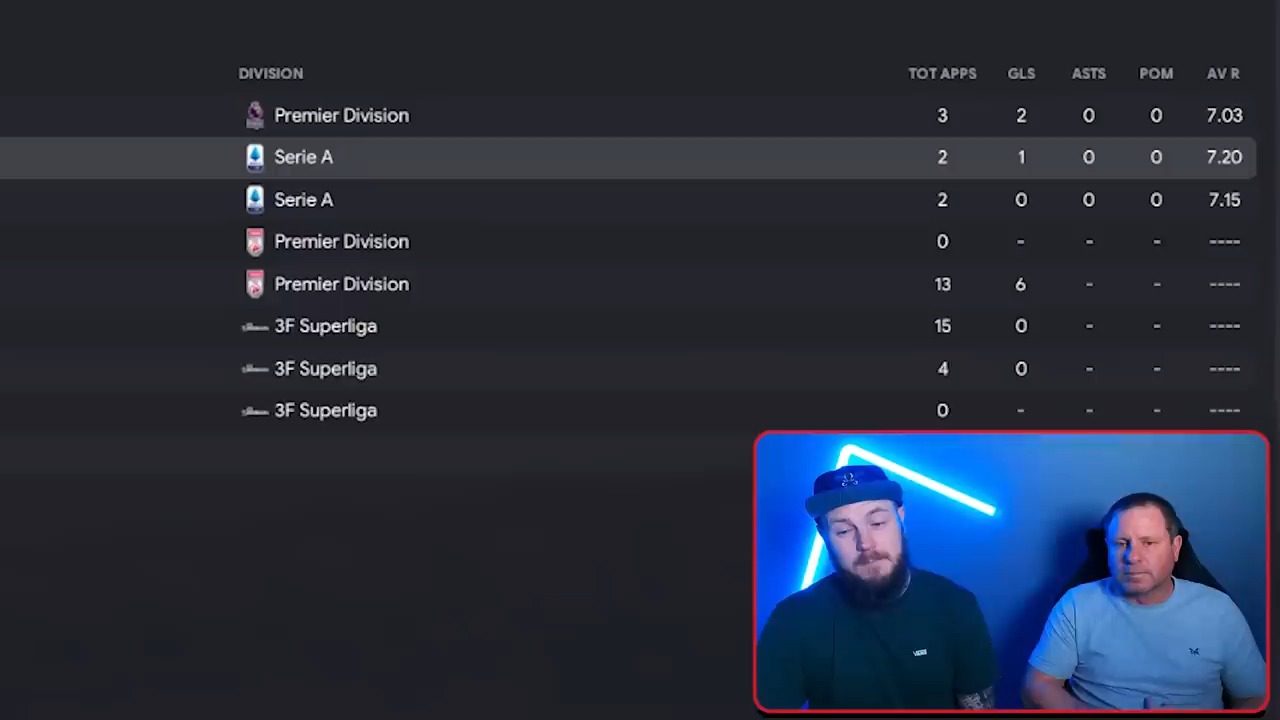 DIVISION TOT APPS GLS ASTS POM AV R
Premier Division 3 2 0 0 7.03
Serie A 2 1 0 0 7.20
Serie A 2 0 0 0 7.15
Premier Division 0 - - - ----
Premier Division 13 6 - - ----
3F Superliga 15 0 - - ----
3F Superliga 4 0 - - ----
3F Superliga 0 - - - ----
VANS